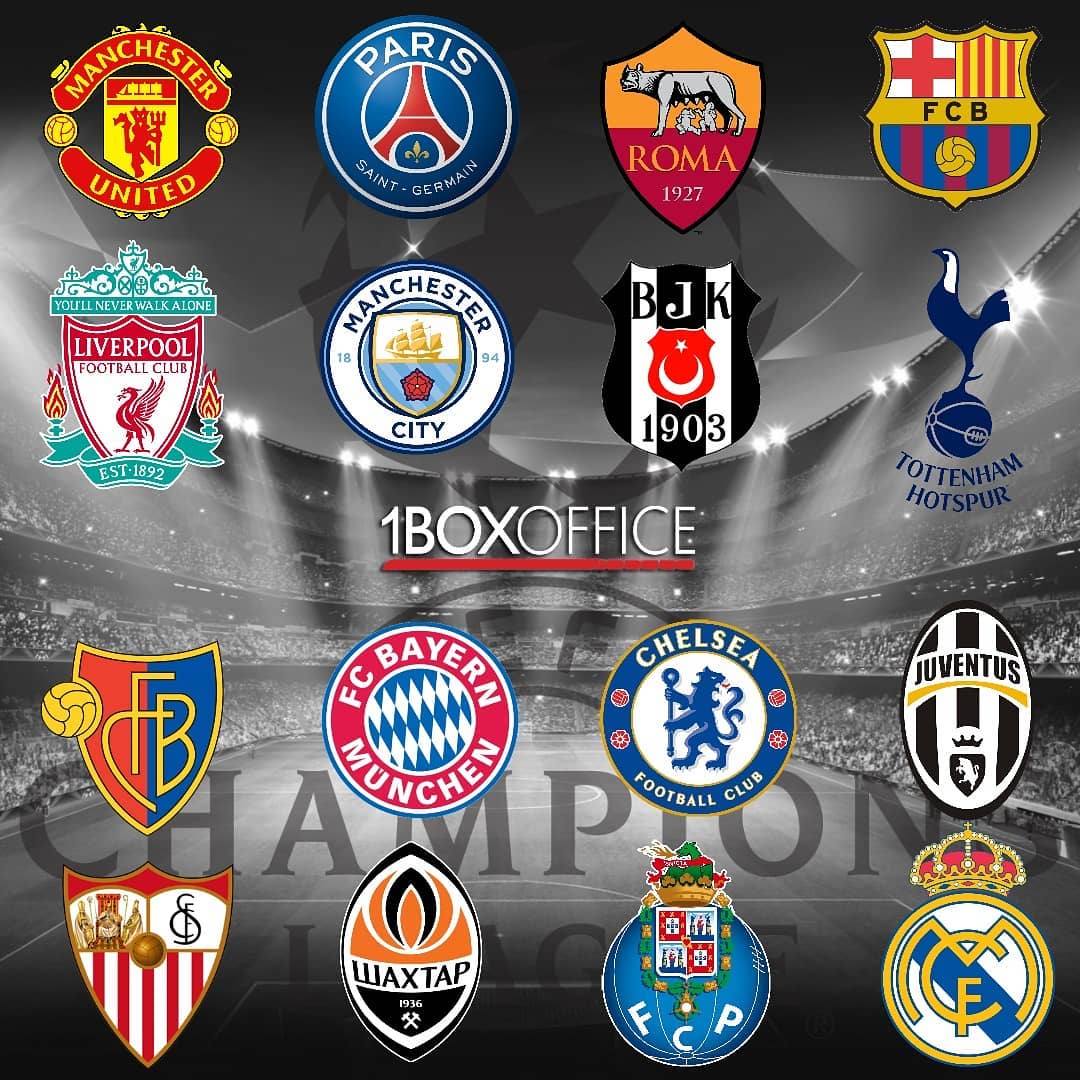 MANCHESTER
UNITED
PARIS
SAINT-GERMAIN
ROMA
1927
FCB
YOU'LL NEVER WALK ALONE
LIVERPOOL
FOOTBALL CLUB
EST·1892
MANCHESTER
18 94
CITY
BJK
1903
TOTTENHAM
HOTSPUR
1BOXOFFICE
FCB
FC BAYERN
MÜNCHEN
CHELSEA
FOOTBALL CLUB
JUVENTUS
CHAMPIONS
LEAGUE
ШАХТАР
1936
INVICTA
FCP